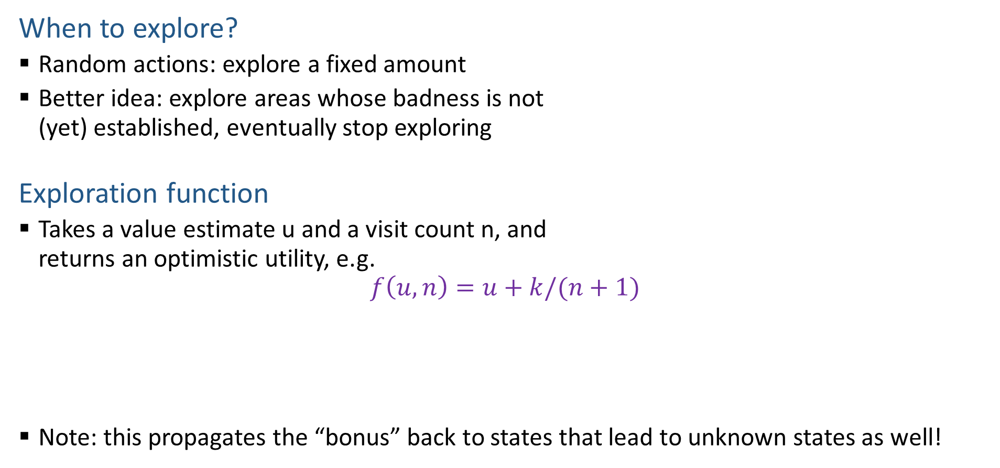 When to explore?
▪ Random actions: explore a fixed amount
▪ Better idea: explore areas whose badness is not
(yet) established, eventually stop exploring
Exploration function
▪ Takes a value estimate u and a visit count n, and
returns an optimistic utility, e.g.
f(u, n) = u + k/(n + 1)
▪ Note: this propagates the “bonus” back to states that lead to unknown states as well!